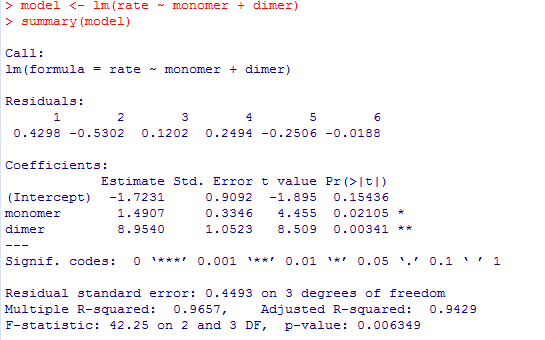 > model <- lm(rate ~ monomer + dimer)
> summary(model)
Call:
lm(formula = rate ~ monomer + dimer)
Residuals:
1 2 3 4 5 6
0.4298 -0.5302 0.1202 0.2494 -0.2506 -0.0188
Coefficients:
Estimate Std. Error t value Pr(>|t|)
(Intercept) -1.7231 0.9092 -1.895 0.15436
monomer 1.4907 0.3346 4.455 0.02105 *
dimer 8.9540 1.0523 8.509 0.00341 **
---
Signif. codes: 0 ‘***’ 0.001 ‘**’ 0.01 ‘*’ 0.05 ‘.’ 0.1 ‘ ’ 1
Residual standard error: 0.4493 on 3 degrees of freedom
Multiple R-squared: 0.9657, Adjusted R-squared: 0.9429
F-statistic: 42.25 on 2 and 3 DF, p-value: 0.006349